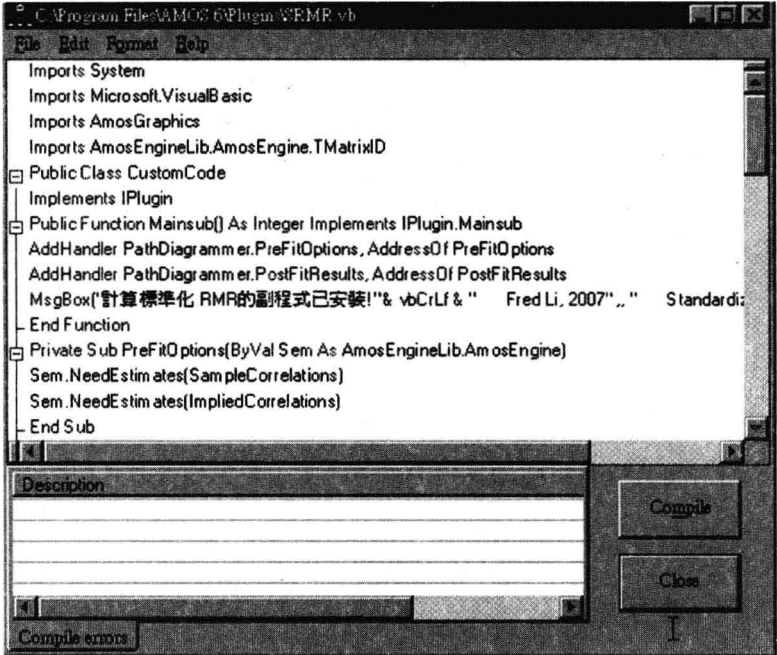 C:\Program Files\AMOS 6\Plugins\SRMR.vb
File Edit Format Help
Imports System
Imports Microsoft.VisualBasic
Imports AmosGraphics
Imports AmosEngineLib.AmosEngine.TMatrixID
Public Class CustomCode
Implements IPlugin
Public Function Mainsub() As Integer Implements IPlugin.Mainsub
AddHandler PathDiagrammer.PreFitOptions, AddressOf PreFitOptions
AddHandler PathDiagrammer.PostFitResults, AddressOf PostFitResults
MsgBox("計算標準化 RMR的副程式已安裝!"& vbCrLf & " Fred Li, 2007",, " Standardiz
End Function
Private Sub PreFitOptions(ByVal Sem As AmosEngineLib.AmosEngine)
Sem.NeedEstimates(SampleCorrelations)
Sem.NeedEstimates(ImpliedCorrelations)
End Sub
Description
Compile
Close
Compile errors